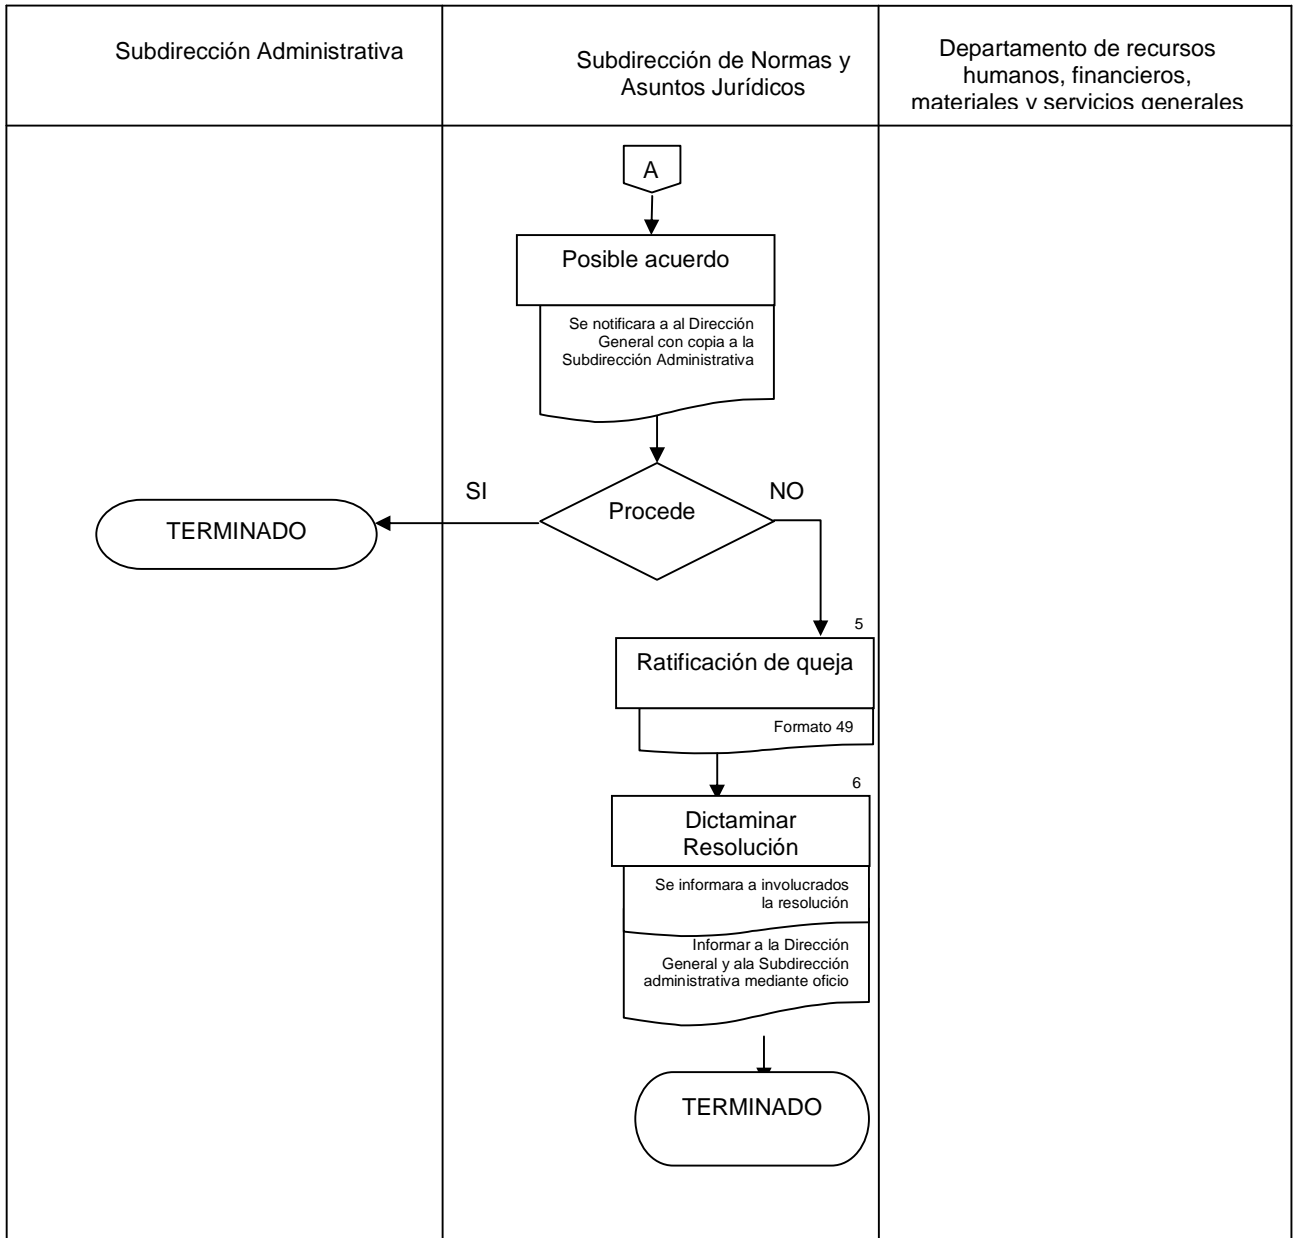 Subdirección Administrativa
Subdirección de Normas y
Asuntos Jurídicos
Departamento de recursos
humanos, financieros,
materiales y servicios generales
A
Posible acuerdo
Se notificara a al Dirección
General con copia a la
Subdirección Administrativa
SI
Procede
NO
TERMINADO
5
Ratificación de queja
Formato 49
6
Dictaminar
Resolución
Se informara a involucrados
la resolución
Informar a la Dirección
General y ala Subdirección
administrativa mediante oficio
TERMINADO